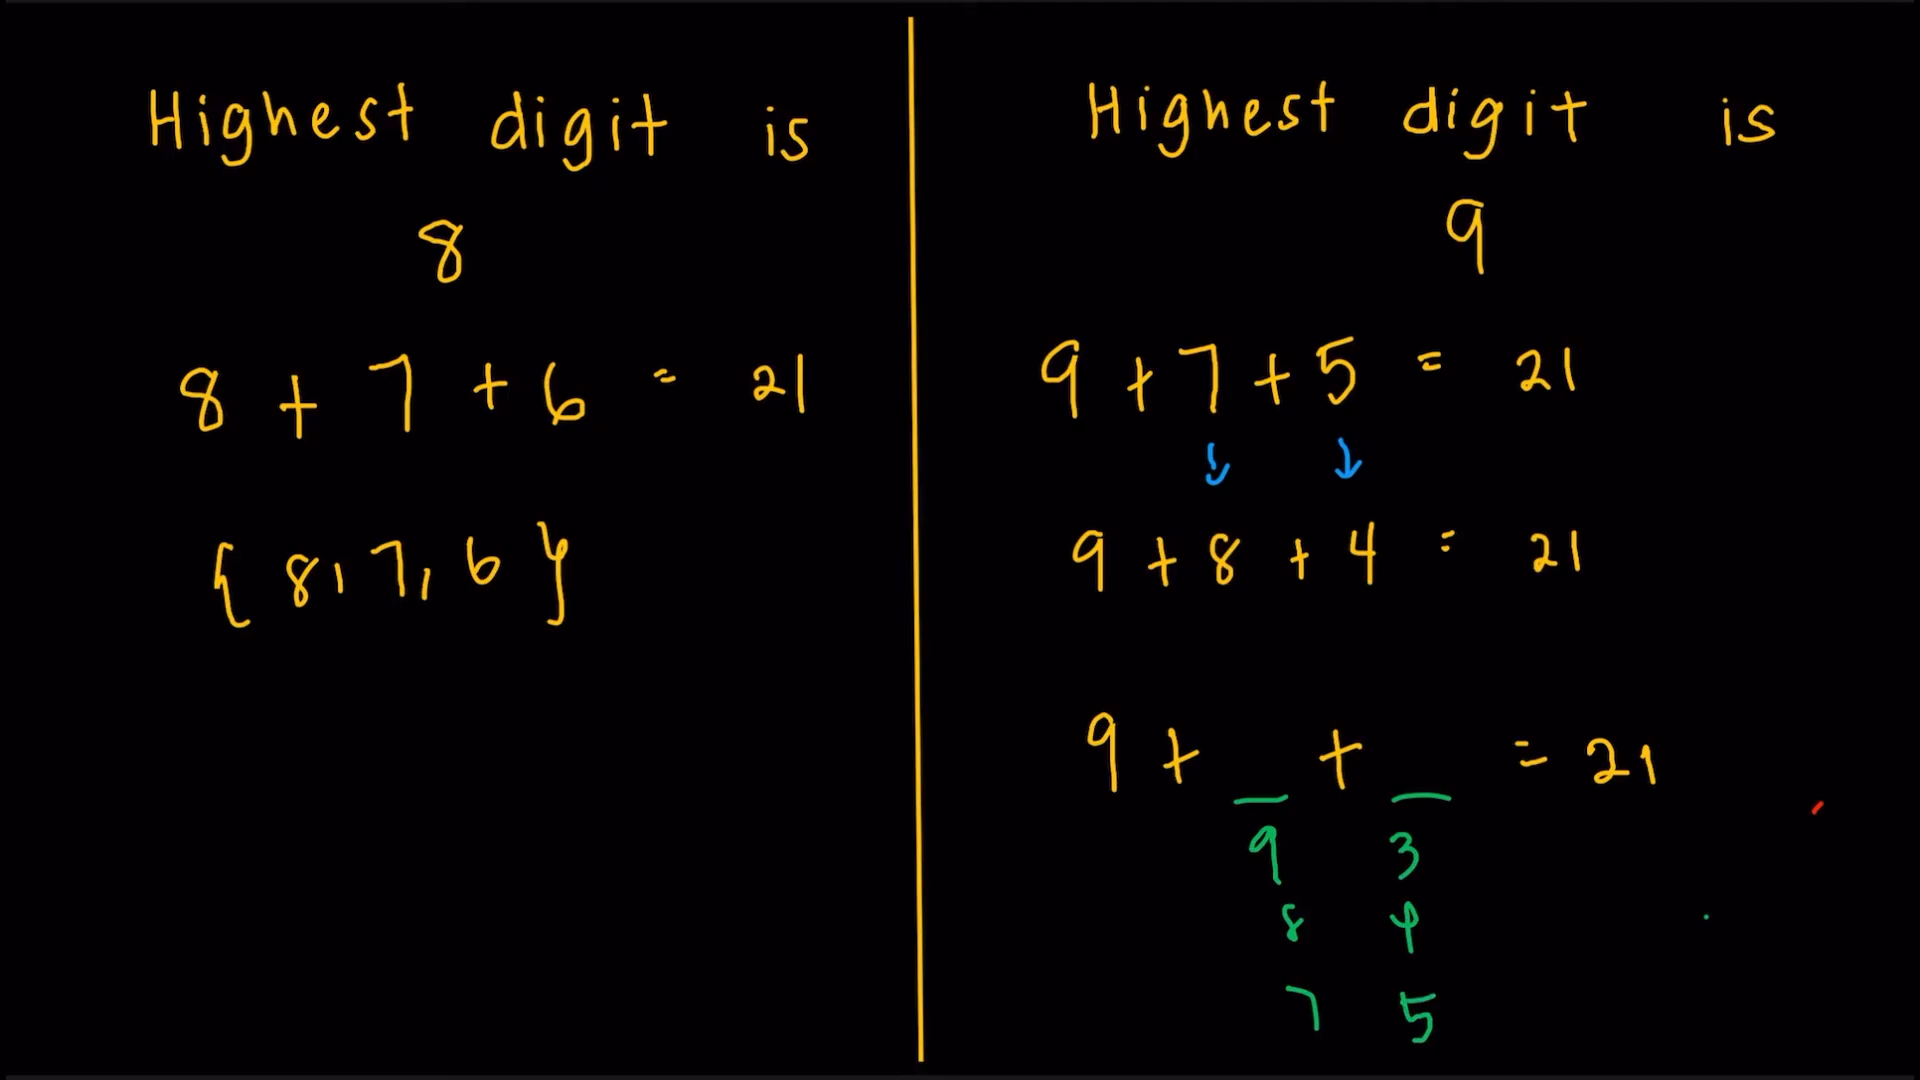 Highest digit is
8
8 + 7 + 6 = 21
{ 8, 7, 6 }
Highest digit is
9
9 + 7 + 5 = 21
↓ ↓
9 + 8 + 4 = 21
9 + _ + _ = 21
9 3
8 4
7 5